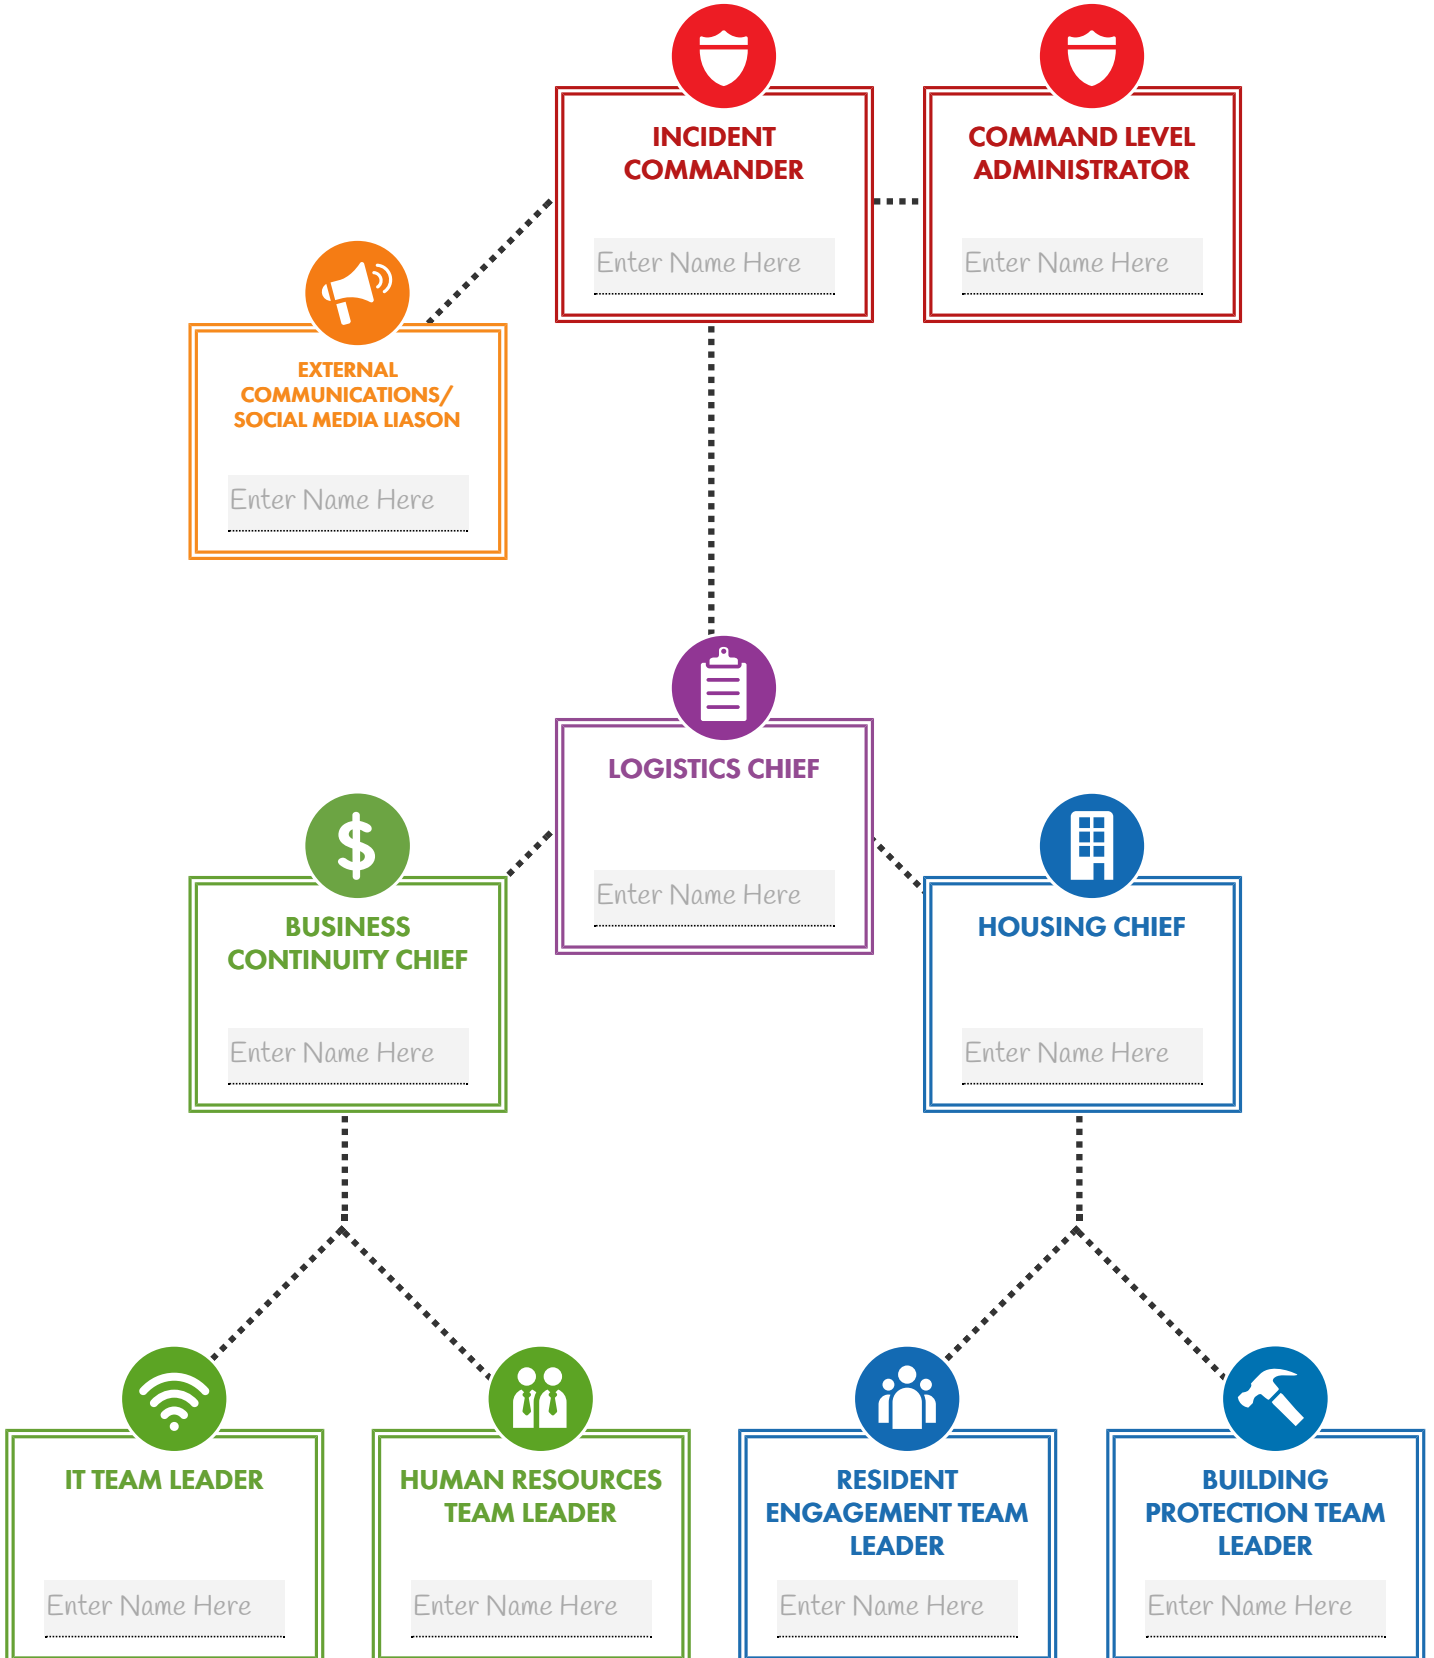 INCIDENT
COMMANDER
Enter Name Here
COMMAND LEVEL
ADMINISTRATOR
Enter Name Here
EXTERNAL
COMMUNICATIONS/
SOCIAL MEDIA LIASON
Enter Name Here
LOGISTICS CHIEF
Enter Name Here
BUSINESS
CONTINUITY CHIEF
Enter Name Here
HOUSING CHIEF
Enter Name Here
IT TEAM LEADER
Enter Name Here
HUMAN RESOURCES
TEAM LEADER
Enter Name Here
RESIDENT
ENGAGEMENT TEAM
LEADER
Enter Name Here
BUILDING
PROTECTION TEAM
LEADER
Enter Name Here